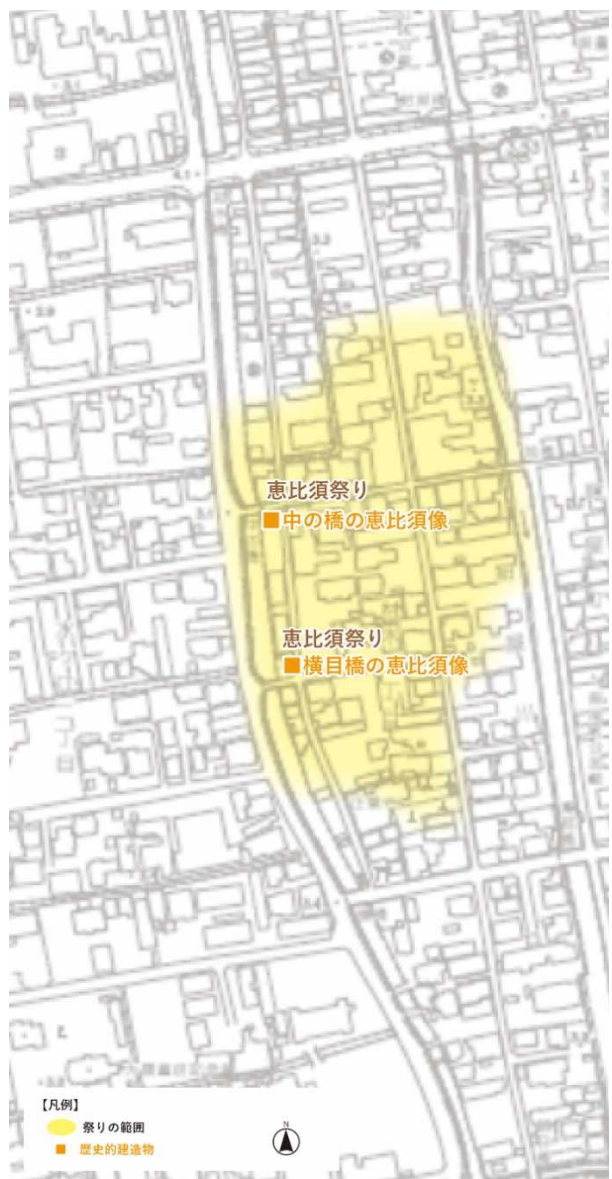 恵比須祭り
■中の橋の恵比須像
恵比須祭り
■横目橋の恵比須像
【凡例】
祭りの範囲
■ 歴史的建造物
N